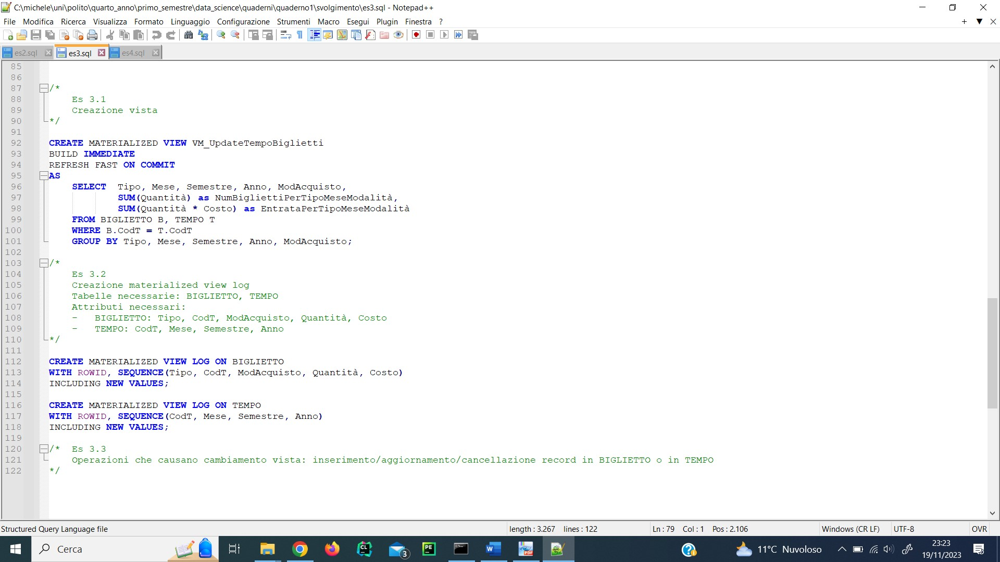 C:\michele\uni\polito\quarto_anno\primo_semestre\data_science\quaderni\quaderno1\svolgimento\es3.sql - Notepad++
File Modifica Ricerca Visualizza Formato Linguaggio Configurazione Strumenti Macro Esegui Plugin Finestra ?
es2.sql es3.sql es4.sql
85
86
87 /*
88 Es 3.1
89 Creazione vista
90 */
91
92 CREATE MATERIALIZED VIEW VM_UpdateTempoBiglietti
93 BUILD IMMEDIATE
94 REFRESH FAST ON COMMIT
95 AS
96 SELECT Tipo, Mese, Semestre, Anno, ModAcquisto,
97 SUM(Quantità) as NumBigliettiPerTipoMeseModalità,
98 SUM(Quantità * Costo) as EntrataPerTipoMeseModalità
99 FROM BIGLIETTO B, TEMPO T
100 WHERE B.CodT = T.CodT
101 GROUP BY Tipo, Mese, Semestre, Anno, ModAcquisto;
102
103 /*
104 Es 3.2
105 Creazione materialized view log
106 Tabelle necessarie: BIGLIETTO, TEMPO
107 Attributi necessari:
108 - BIGLIETTO: Tipo, CodT, ModAcquisto, Quantità, Costo
109 - TEMPO: CodT, Mese, Semestre, Anno
110 */
111
112 CREATE MATERIALIZED VIEW LOG ON BIGLIETTO
113 WITH ROWID, SEQUENCE(Tipo, CodT, ModAcquisto, Quantità, Costo)
114 INCLUDING NEW VALUES;
115
116 CREATE MATERIALIZED VIEW LOG ON TEMPO
117 WITH ROWID, SEQUENCE(CodT, Mese, Semestre, Anno)
118 INCLUDING NEW VALUES;
119
120 /* Es 3.3
121 Operazioni che causano cambiamento vista: inserimento/aggiornamento/cancellazione record in BIGLIETTO o in TEMPO
122 */
Structured Query Language file length : 3.267 lines : 122 Ln : 79 Col : 1 Pos : 2.106 Windows (CR LF) UTF-8 OVR
Cerca CL 3 PE W PDF 11°C Nuvoloso 23:23
19/11/2023